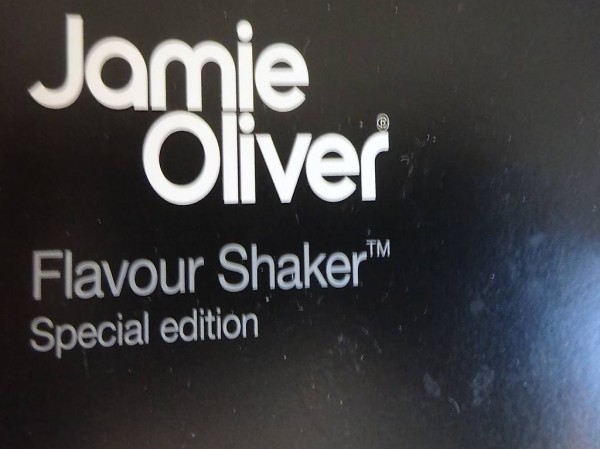 Jamie
Oliver®
Flavour Shaker™
Special edition